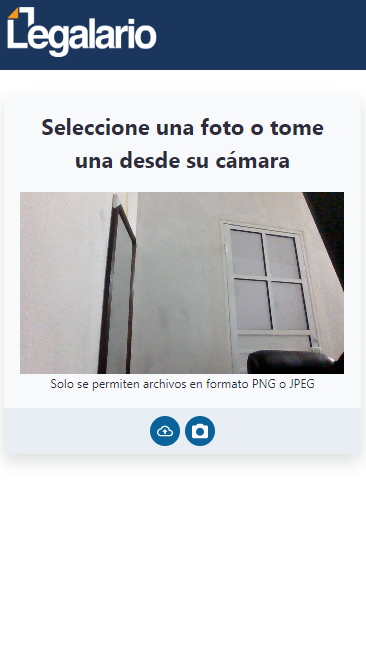 Legalario
Seleccione una foto o tome
una desde su cámara
Solo se permiten archivos en formato PNG o JPEG